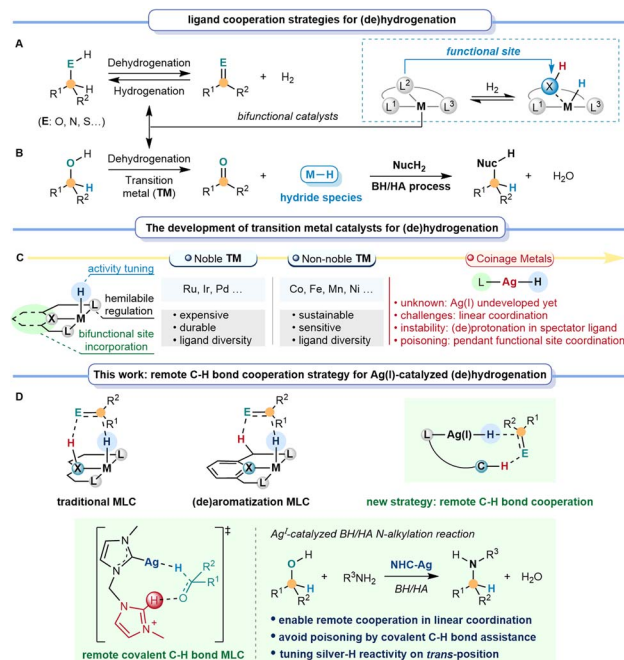 ligand cooperation strategies for (de)hydrogenation
A
E H
R1 H R2
(E: O, N, S...)
Dehydrogenation
Hydrogenation
E
R1 R2
+ H2
bifunctional catalysts
functional site
L2
L1 M L3
H2
X H
H
L1 M L3
B
O H
R1 H R2
Dehydrogenation
Transition
metal (TM)
O
R1 R2
+
M–H
hydride species
NucH2
BH/HA process
Nuc H
R1 H R2
+ H2O
The development of transition metal catalysts for (de)hydrogenation
C
activity tuning
H
L
X M
L
hemilabile
regulation
bifunctional site
incorporation
Noble TM
Ru, Ir, Pd ...
• expensive
• durable
• ligand diversity
Non-noble TM
Co, Fe, Mn, Ni ...
• sustainable
• sensitive
• ligand diversity
Coinage Metals
L–Ag–H
• unknown: Ag(I) undeveloped yet
• challenges: linear coordination
• instability: (de)protonation in spectator ligand
• poisoning: pendant functional site coordination
This work: remote C-H bond cooperation strategy for Ag(I)-catalyzed (de)hydrogenation
D
R2
E R1
H H
L
X M
L
traditional MLC
R2
E R1
H H
L
X M
L
(de)aromatization MLC
R2 R1
L Ag(I) H
E
C H
new strategy: remote C-H bond cooperation
‡
N
Ag
N
H R2
R1
H O
N
+ N
remote covalent C-H bond MLC
AgI-catalyzed BH/HA N-alkylation reaction
O H
R1 H R2
+ R3NH2
NHC-Ag
BH/HA
H N R3
R1 H R2
+ H2O
• enable remote cooperation in linear coordination
• avoid poisoning by covalent C-H bond assistance
• tuning silver-H reactivity on trans-position